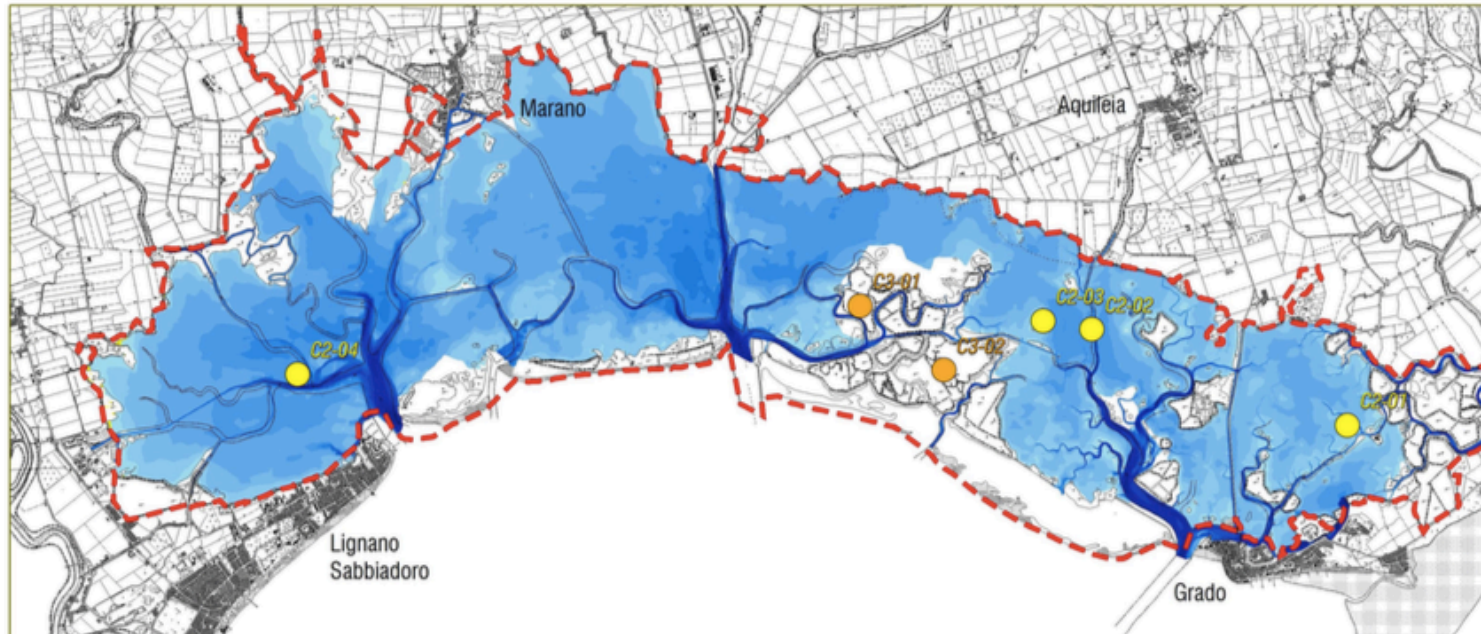 Marano
Aquileia
C3-01
C2-03
C2-02
C2-04
C3-02
C2-01
Lignano
Sabbiadoro
Grado